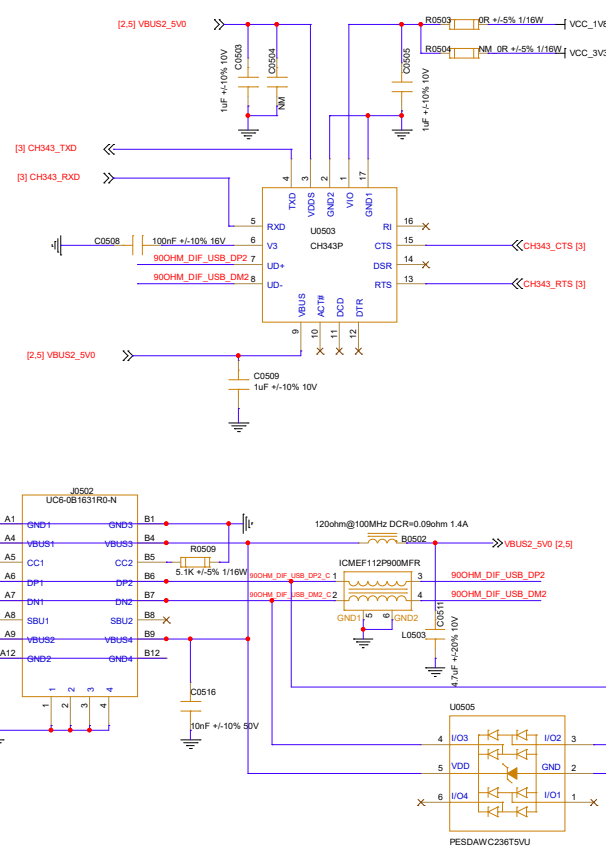 [2,5] VBUS2_5V0
R0503 0R +/-5% 1/16W VCC_1V8
R0504 NM_0R +/-5% 1/16W VCC_3V3
C0503
1uF +/-10% 10V
C0504
NM
C0505
1uF +/-10% 10V
[3] CH343_TXD
[3] CH343_RXD
4 3 2 1 17
TXD VDDS GND2 VIO GND1
U0503
CH343P
5 RXD RI 16
6 V3 CTS 15 CH343_CTS [3]
C0508 100nF +/-10% 16V
90OHM_DIF_USB_DP2 7 UD+ DSR 14
90OHM_DIF_USB_DM2 8 UD- RTS 13 CH343_RTS [3]
VBUS ACT# DCD DTR
9 10 11 12
[2,5] VBUS2_5V0
C0509
1uF +/-10% 10V
J0502
UC6-0B1631R0-N
A1 GND1 GND3 B1
A4 VBUS1 VBUS3 B4
A5 CC1 CC2 B5
A6 DP1 DP2 B6
A7 DN1 DN2 B7
A8 SBU1 SBU2 B8
A9 VBUS2 VBUS4 B9
A12 GND2 GND4 B12
1 2 3 4
1 2 3 4
R0509
5.1K +/-5% 1/16W
120ohm@100MHz DCR=0.09ohm 1.4A
B0502
VBUS2_5V0 [2,5]
ICMEF112P900MFR
90OHM_DIF_USB_DP2_C 1 3 90OHM_DIF_USB_DP2
90OHM_DIF_USB_DM2_C 2 4 90OHM_DIF_USB_DM2
GND1 5 6 GND2
L0503
C0511
4.7uF +/-20% 10V
C0516
10nF +/-10% 50V
U0505
4 I/O3 I/O2 3
5 VDD GND 2
6 I/O4 I/O1 1
PESDAWC236T5VU